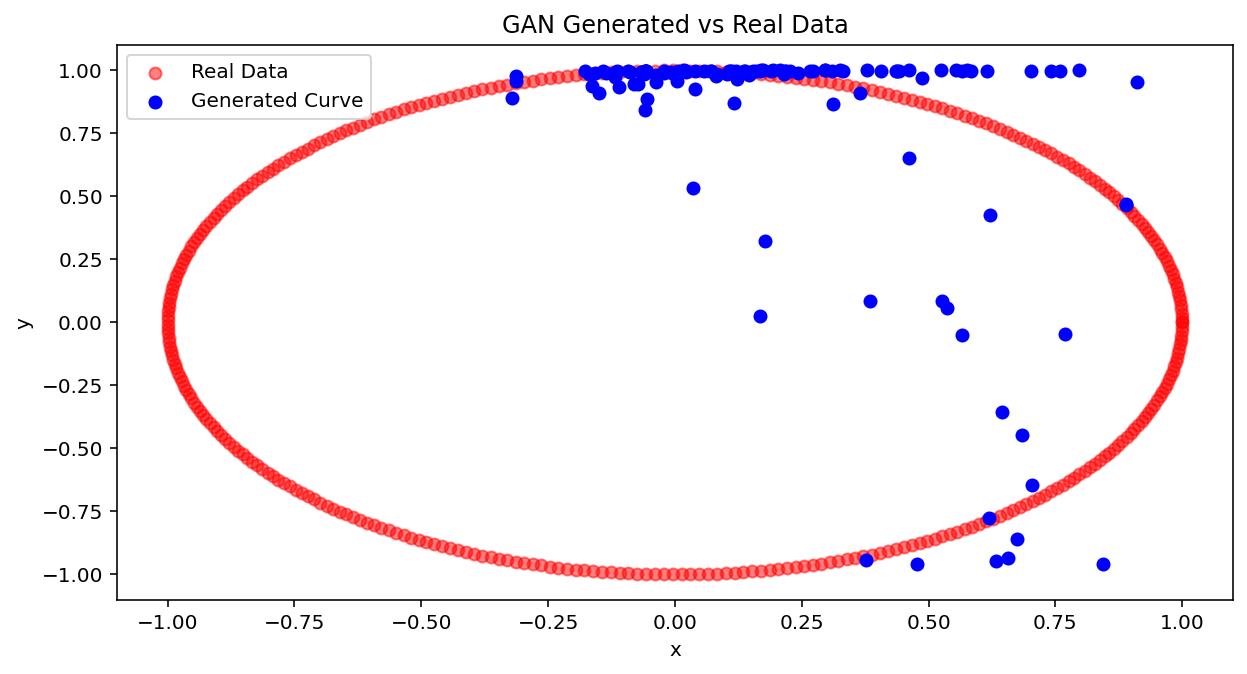 GAN Generated vs Real Data
Real Data
Generated Curve
1.00
0.75
0.50
0.25
0.00
−0.25
−0.50
−0.75
−1.00
y
−1.00 −0.75 −0.50 −0.25 0.00 0.25 0.50 0.75 1.00
x